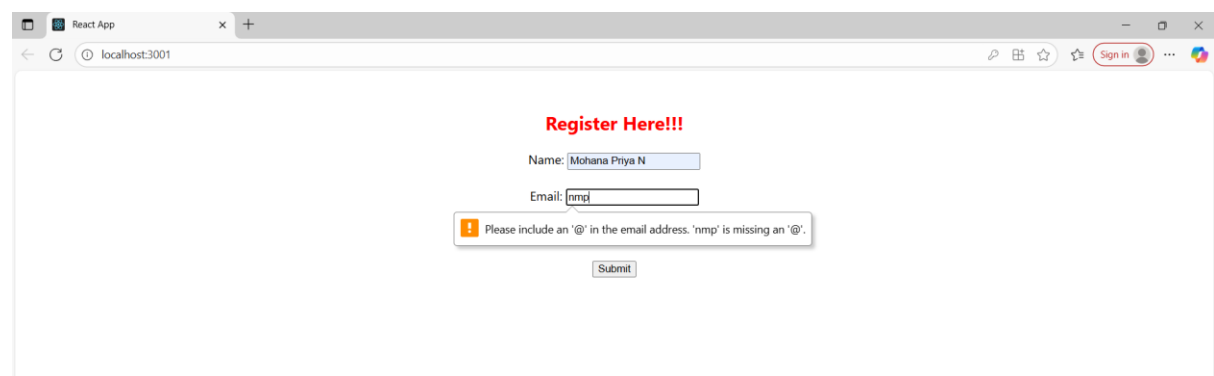 React App
localhost:3001
Sign in
Register Here!!!
Name: Mohana Priya N
Email: nmp
! Please include an '@' in the email address. 'nmp' is missing an '@'.
Submit